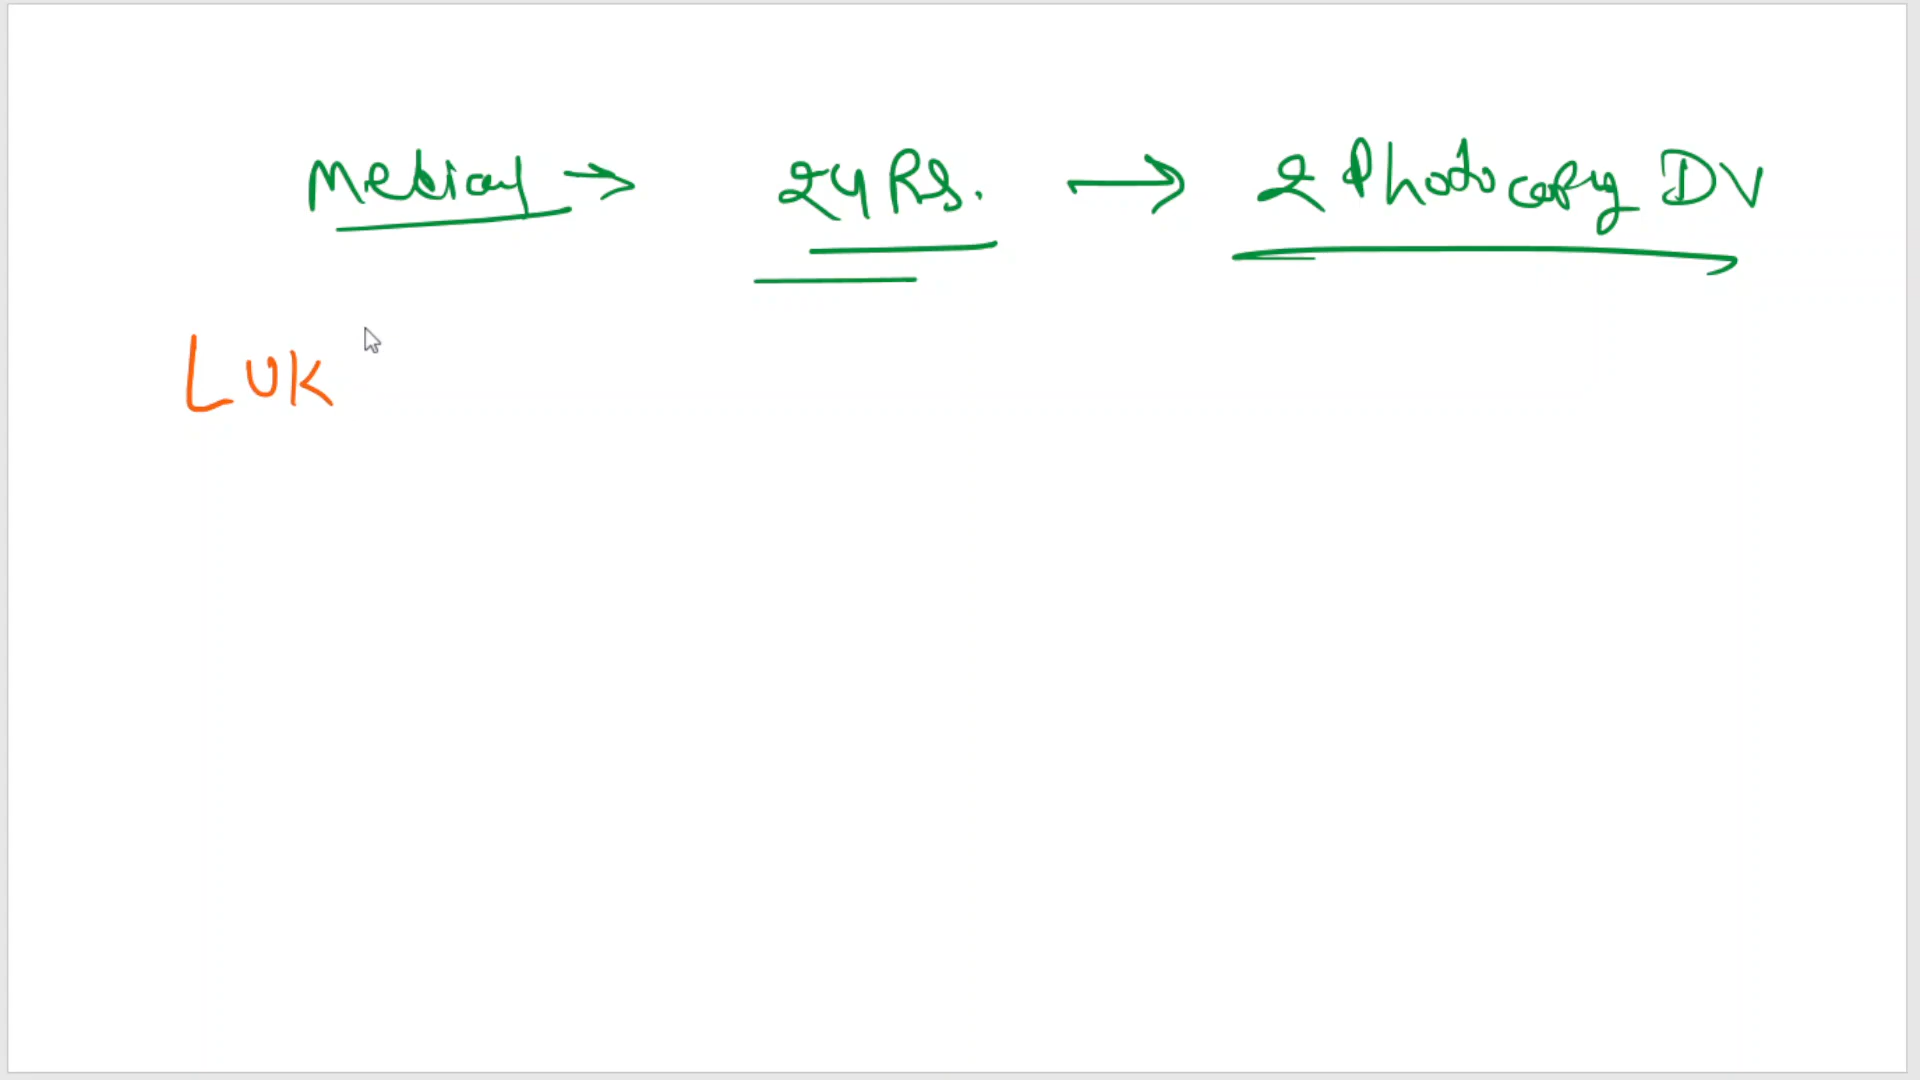 Medical → 24 Rs. → 2 Photocopy DV
LUK